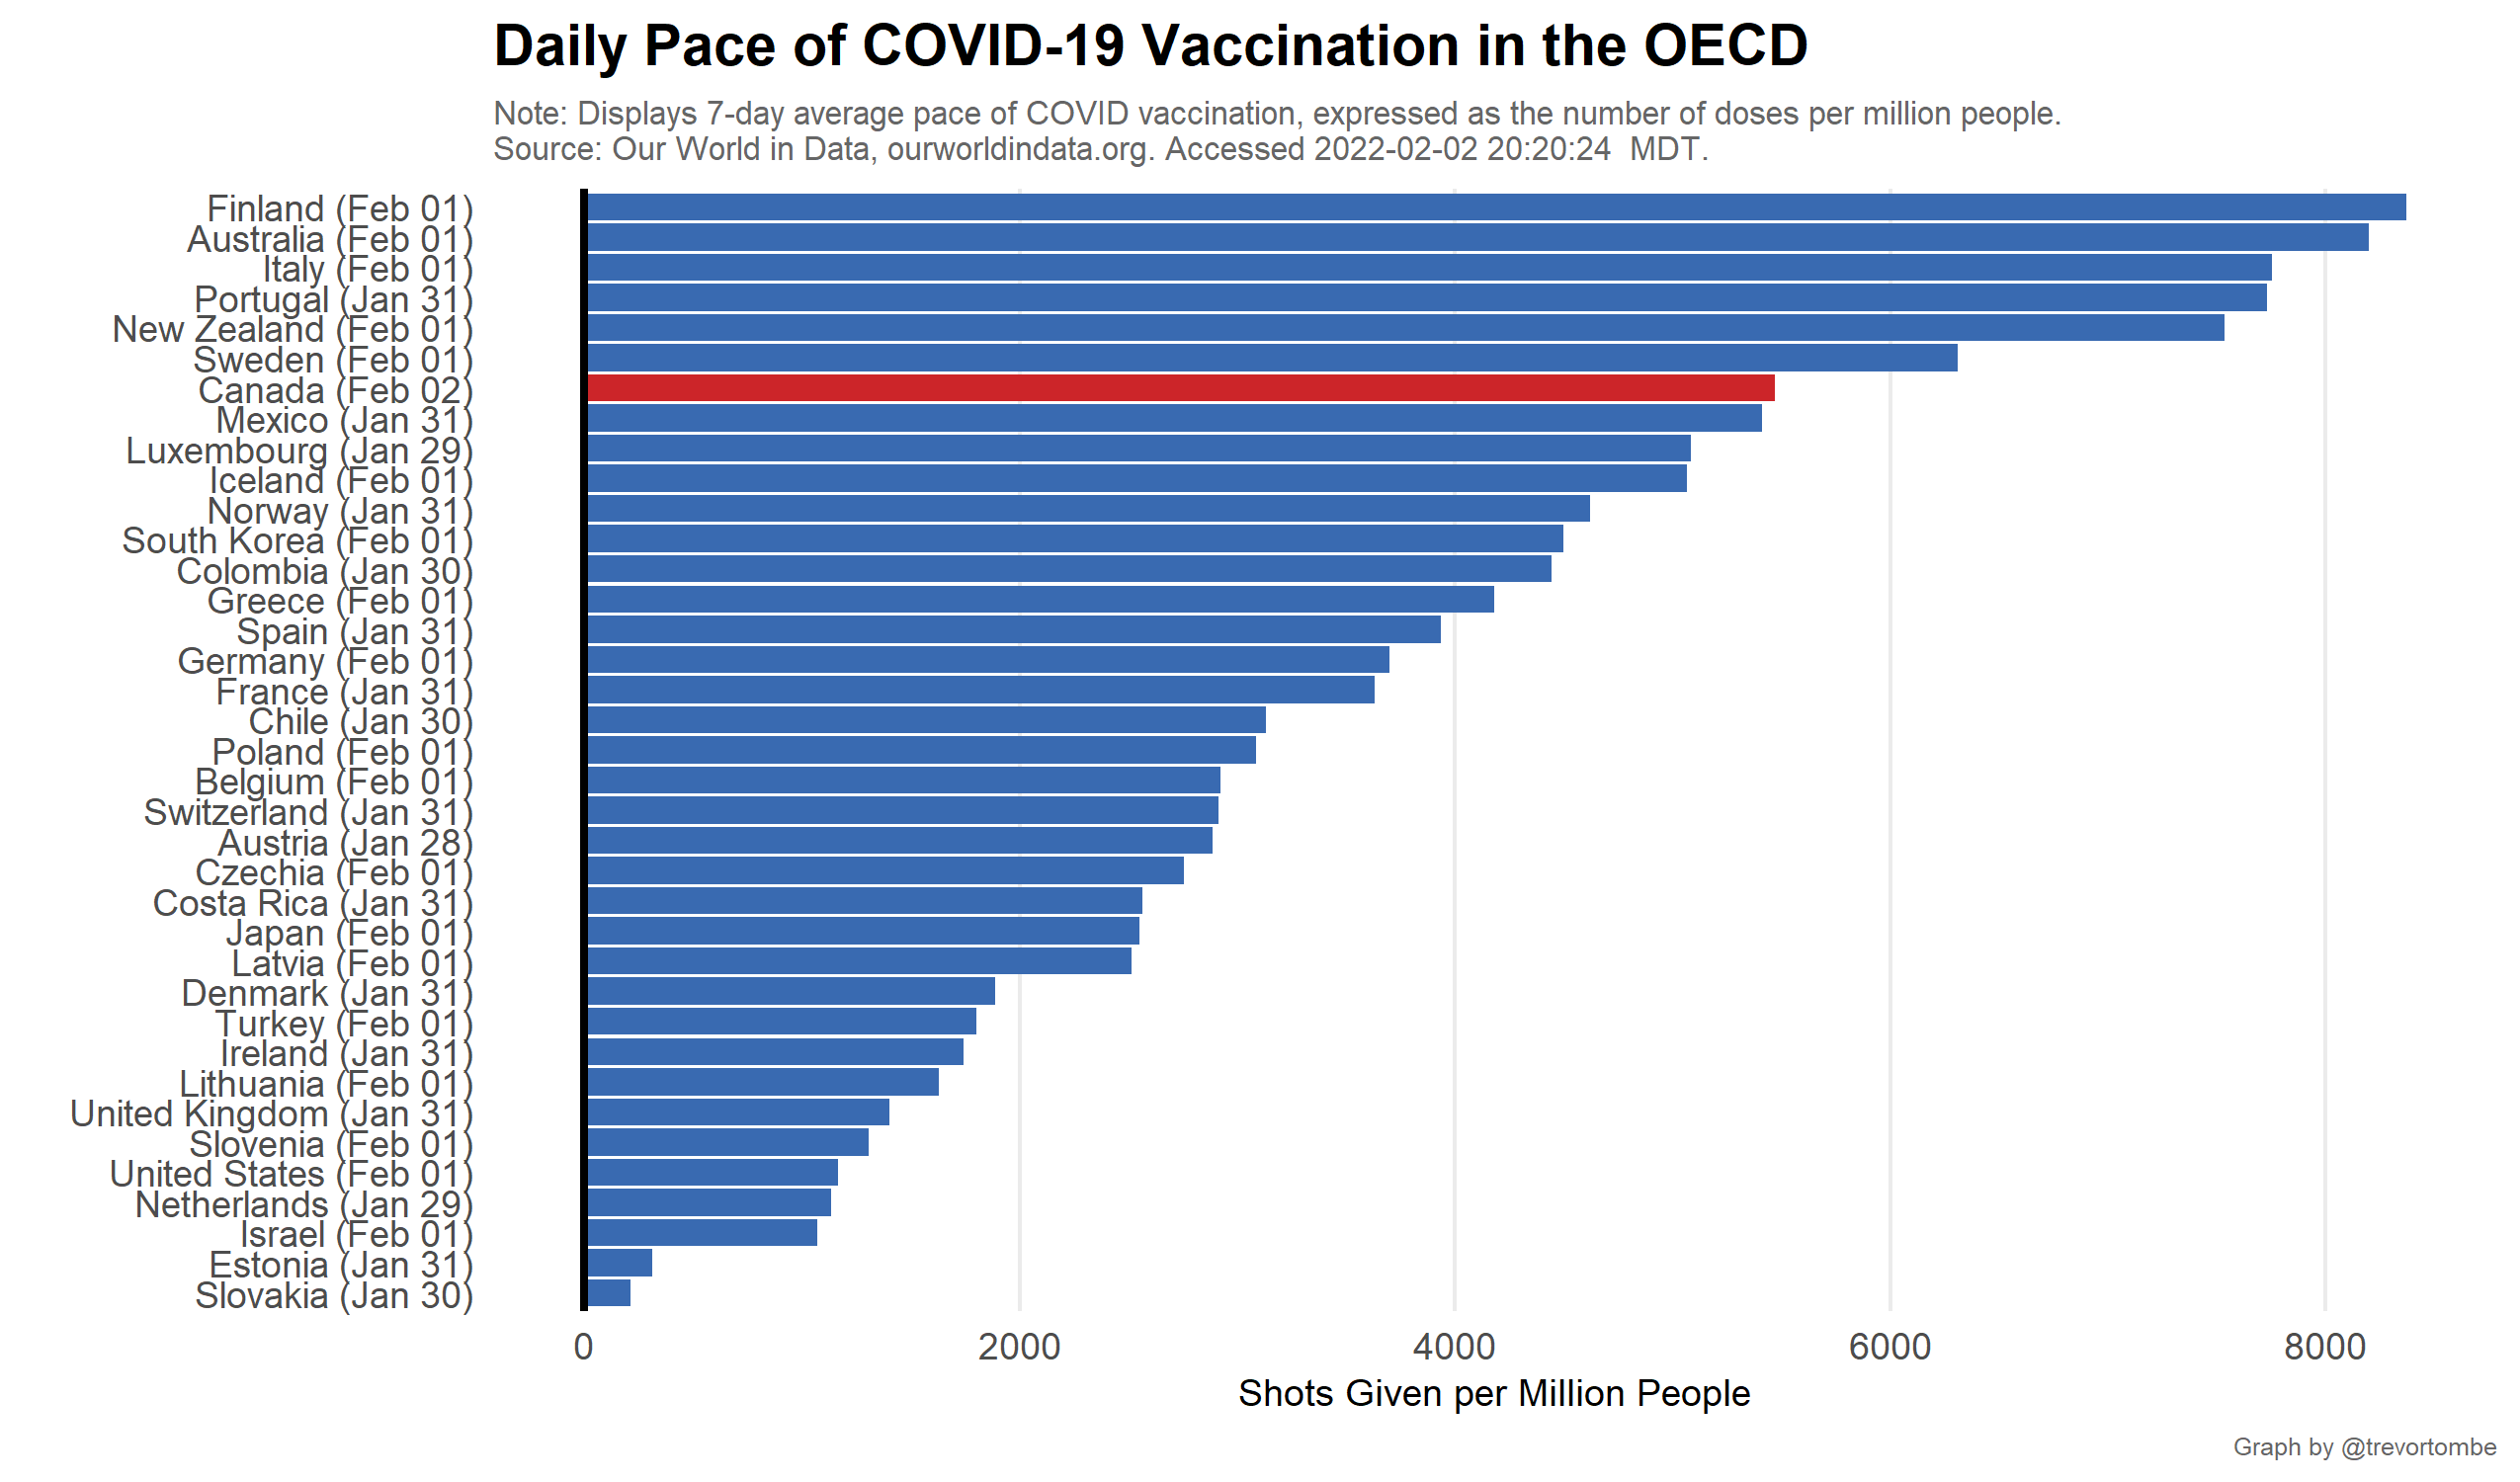 Daily Pace of COVID-19 Vaccination in the OECD
Note: Displays 7-day average pace of COVID vaccination, expressed as the number of doses per million people.
Source: Our World in Data, ourworldindata.org. Accessed 2022-02-02 20:20:24  MDT.
Finland (Feb 01)
Australia (Feb 01)
Italy (Feb 01)
Portugal (Jan 31)
New Zealand (Feb 01)
Sweden (Feb 01)
Canada (Feb 02)
Mexico (Jan 31)
Luxembourg (Jan 29)
Iceland (Feb 01)
Norway (Jan 31)
South Korea (Feb 01)
Colombia (Jan 30)
Greece (Feb 01)
Spain (Jan 31)
Germany (Feb 01)
France (Jan 31)
Chile (Jan 30)
Poland (Feb 01)
Belgium (Feb 01)
Switzerland (Jan 31)
Austria (Jan 28)
Czechia (Feb 01)
Costa Rica (Jan 31)
Japan (Feb 01)
Latvia (Feb 01)
Denmark (Jan 31)
Turkey (Feb 01)
Ireland (Jan 31)
Lithuania (Feb 01)
United Kingdom (Jan 31)
Slovenia (Feb 01)
United States (Feb 01)
Netherlands (Jan 29)
Israel (Feb 01)
Estonia (Jan 31)
Slovakia (Jan 30)
0 2000 4000 6000 8000
Shots Given per Million People
Graph by @trevortombe